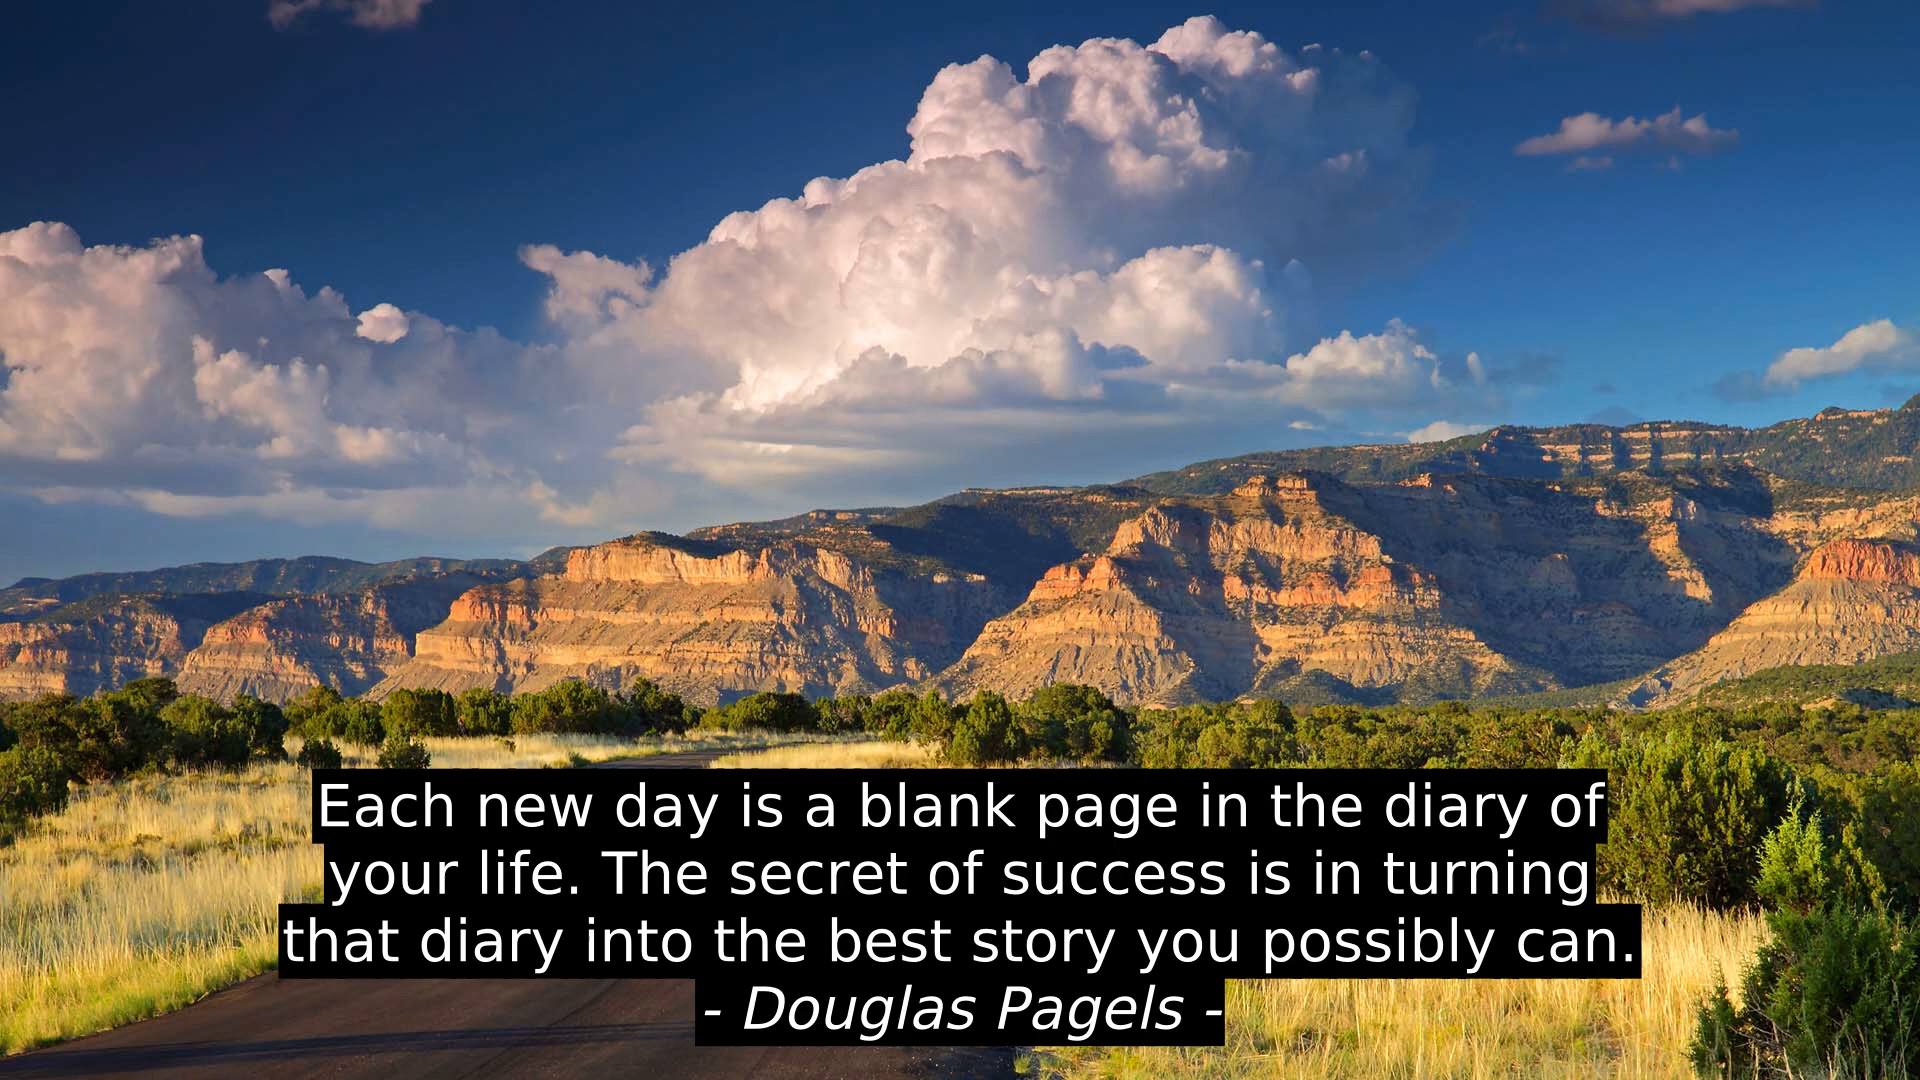 Each new day is a blank page in the diary of
your life. The secret of success is in turning
that diary into the best story you possibly can.
- Douglas Pagels -